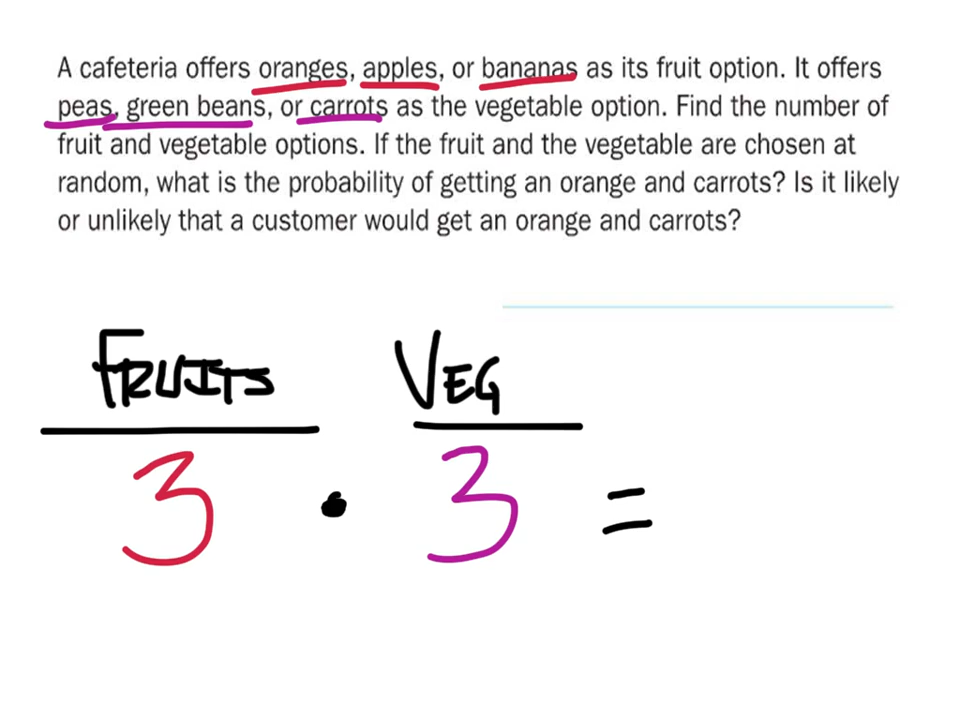 A cafeteria offers oranges, apples, or bananas as its fruit option. It offers
peas, green beans, or carrots as the vegetable option. Find the number of
fruit and vegetable options. If the fruit and the vegetable are chosen at
random, what is the probability of getting an orange and carrots? Is it likely
or unlikely that a customer would get an orange and carrots?
FRUITS VEG
3 · 3 =